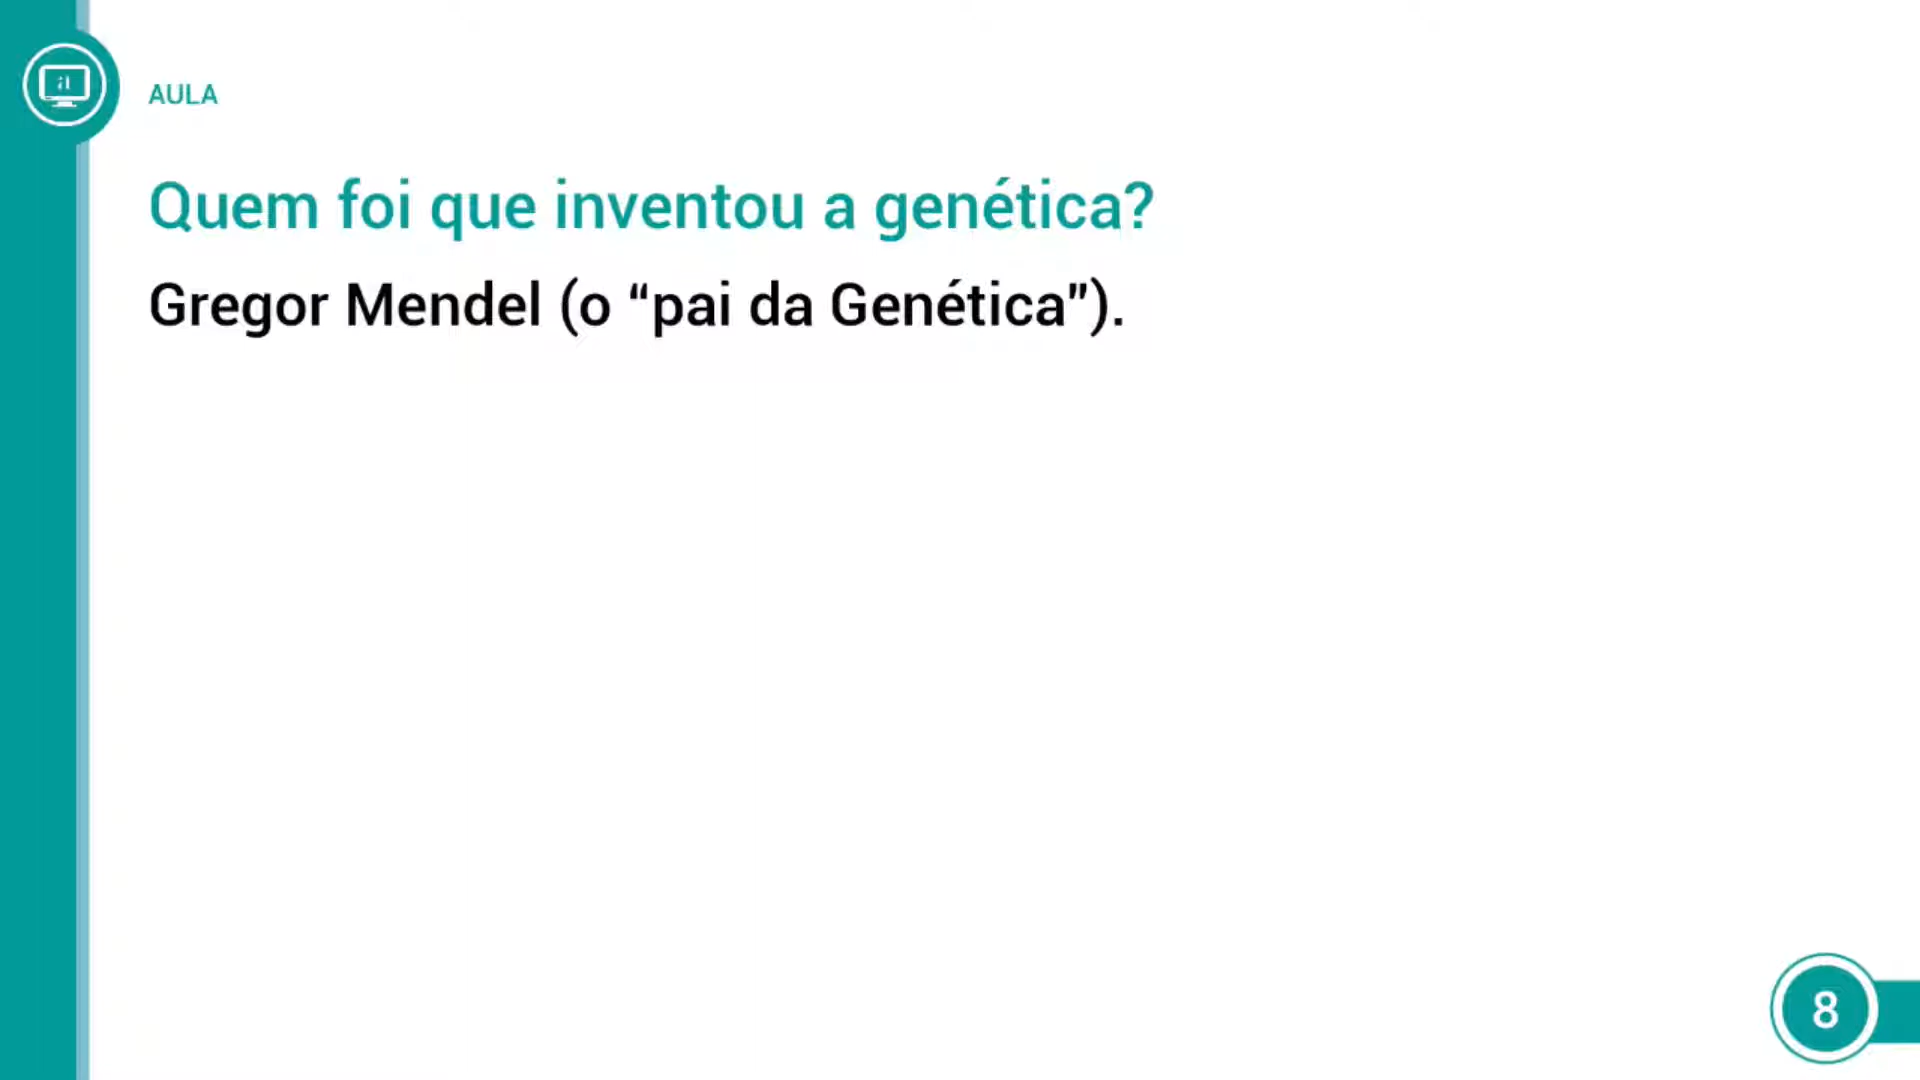 AULA
Quem foi que inventou a genética?
Gregor Mendel (o “pai da Genética”).
8